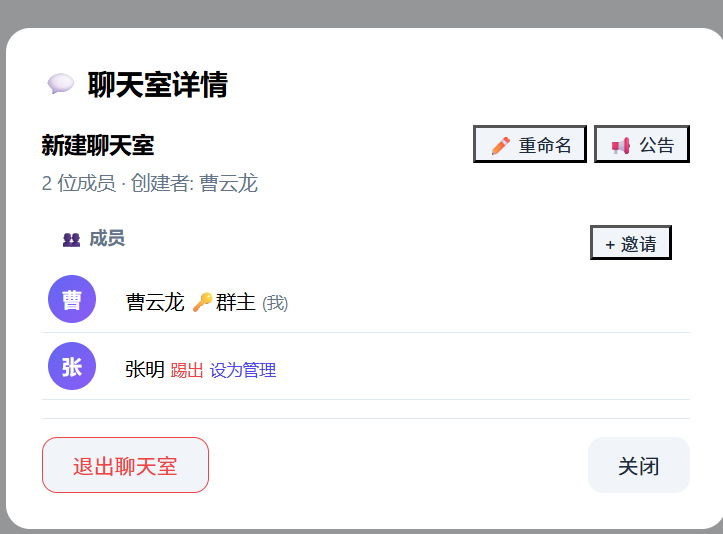 聊天室详情
新建聊天室
重命名
公告
2 位成员 · 创建者: 曹云龙
成员
+ 邀请
曹
曹云龙 群主 (我)
张
张明 踢出 设为管理
退出聊天室
关闭